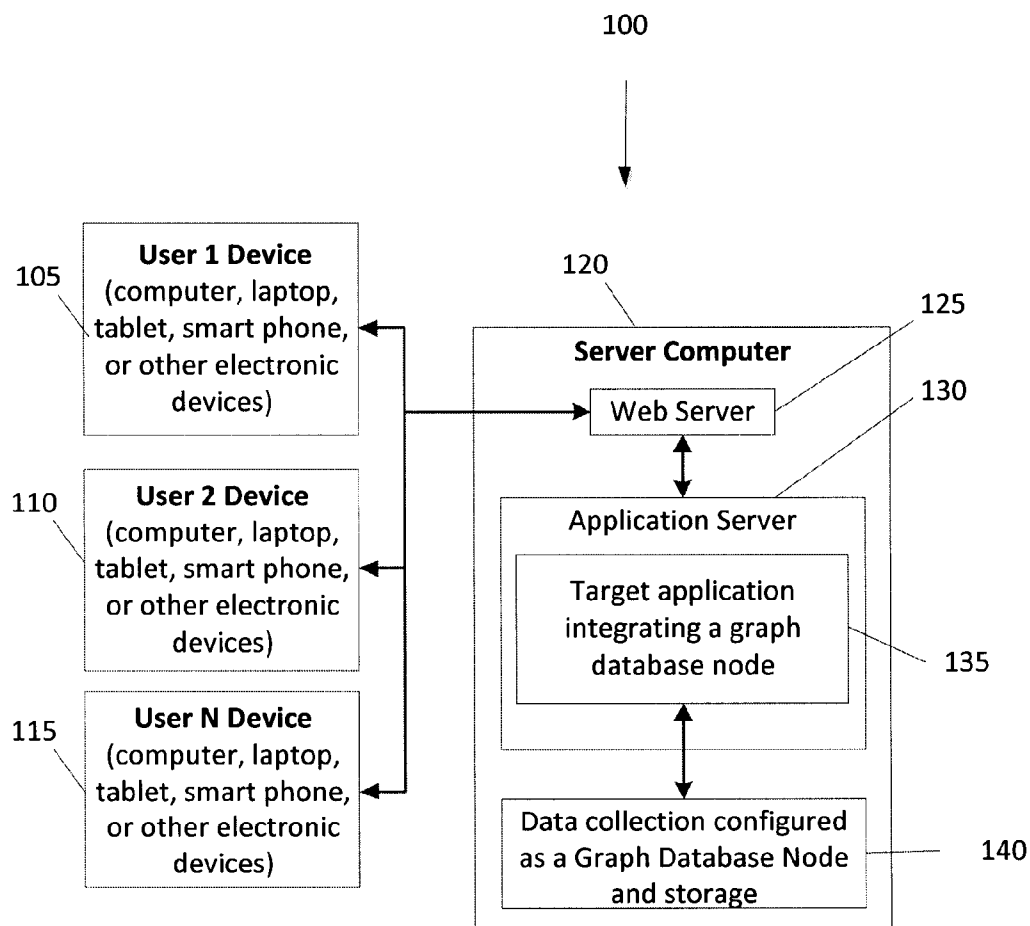 100
105
User 1 Device
(computer, laptop,
tablet, smart phone,
or other electronic
devices)
110
User 2 Device
(computer, laptop,
tablet, smart phone,
or other electronic
devices)
115
User N Device
(computer, laptop,
tablet, smart phone,
or other electronic
devices)
120
125
130
Server Computer
Web Server
Application Server
Target application
integrating a graph
database node
135
Data collection configured
as a Graph Database Node
and storage
140